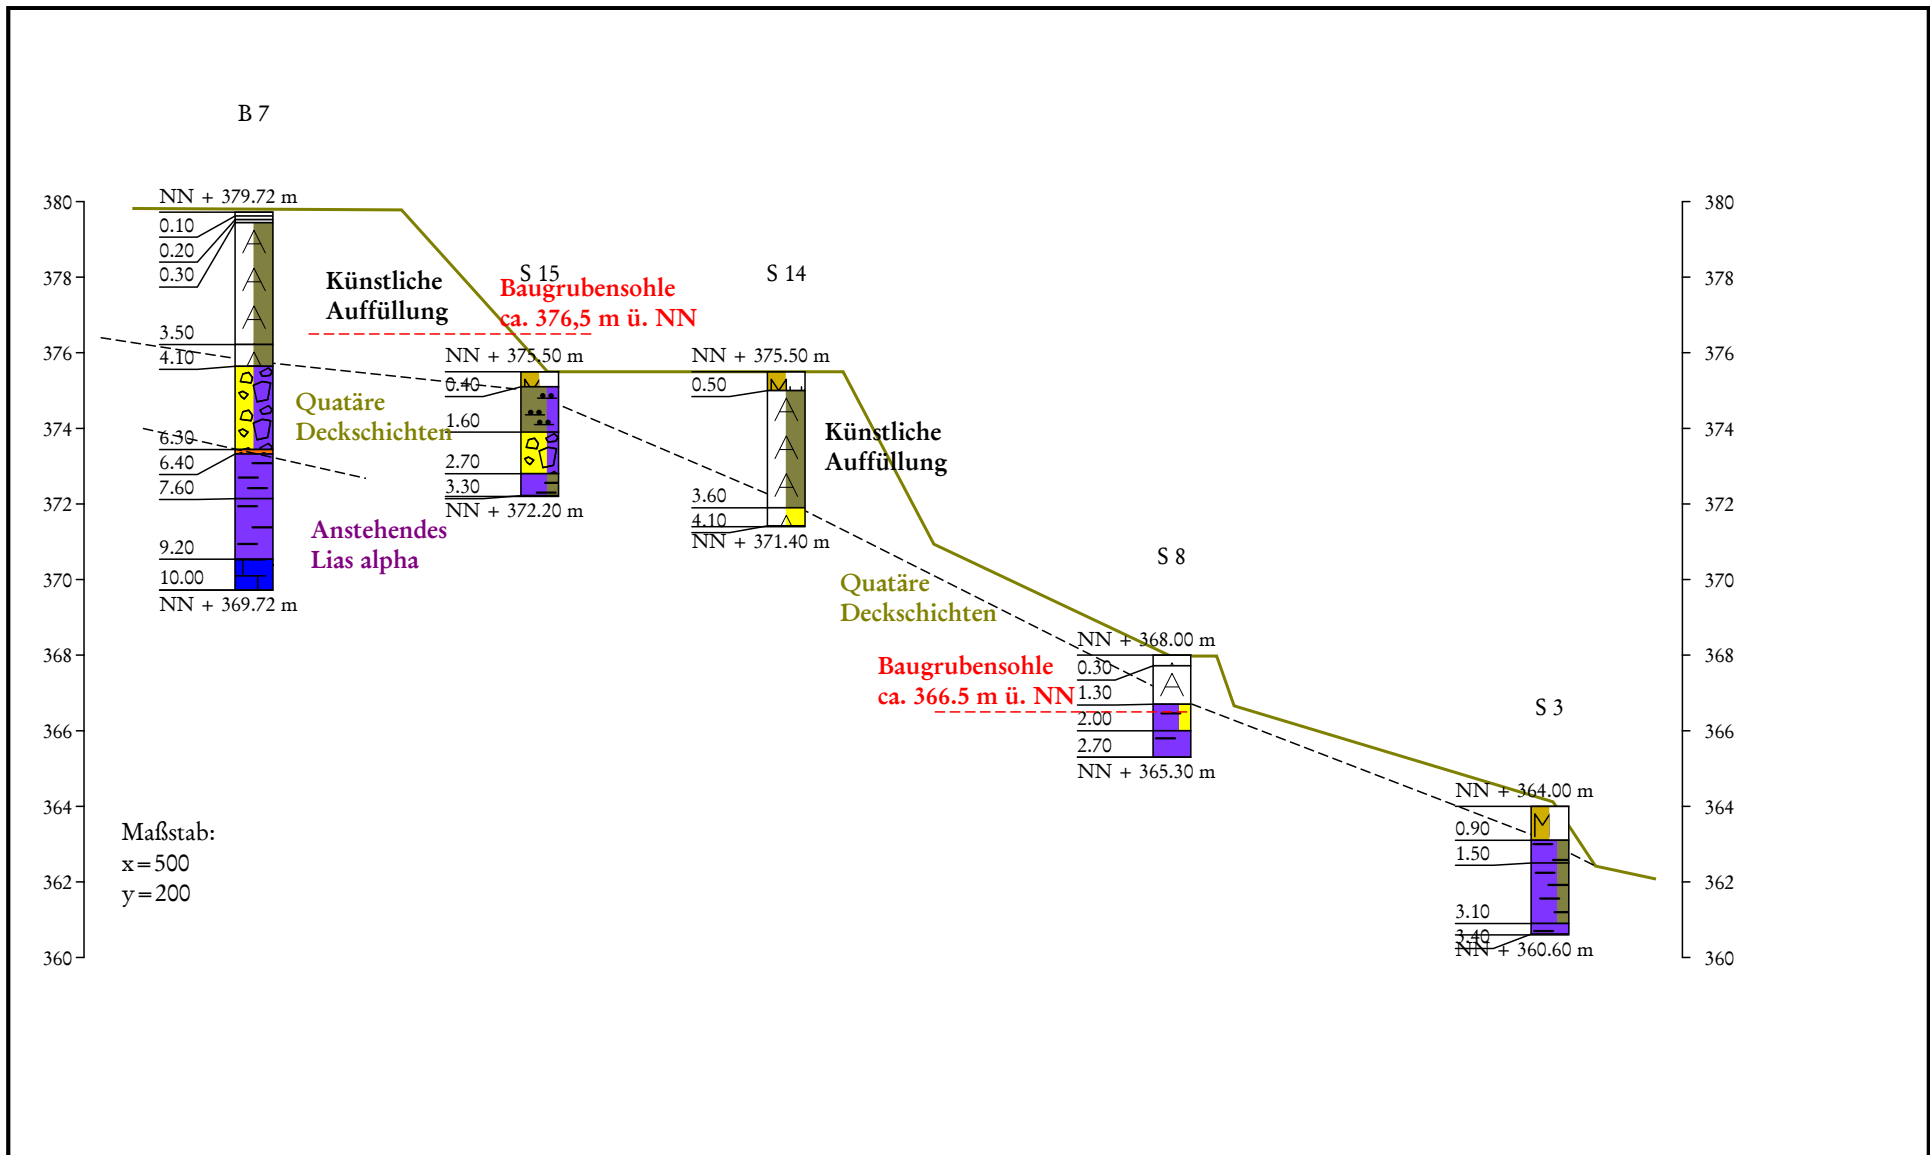 B 7
NN + 379.72 m
0.10
0.20
0.30
3.50
4.10
6.30
6.40
7.60
9.20
10.00
NN + 369.72 m
380
378
376
374
372
370
368
366
364
362
360
Künstliche
Auffüllung
Quatäre
Deckschichten
Anstehendes
Lias alpha
S 15
Baugrubensohle
ca. 376,5 m ü. NN
NN + 375.50 m
0.40
1.60
2.70
3.30
NN + 372.20 m
S 14
NN + 375.50 m
0.50
3.60
4.10
NN + 371.40 m
A
A
A
A
M
M
A
A
A
A
Künstliche
Auffüllung
Quatäre
Deckschichten
S 8
NN + 368.00 m
0.30
1.30
2.00
2.70
NN + 365.30 m
A
Baugrubensohle
ca. 366.5 m ü. NN
S 3
NN + 364.00 m
0.90
1.50
3.10
3.40
NN + 360.60 m
M
380
378
376
374
372
370
368
366
364
362
360
Maßstab:
x=500
y=200